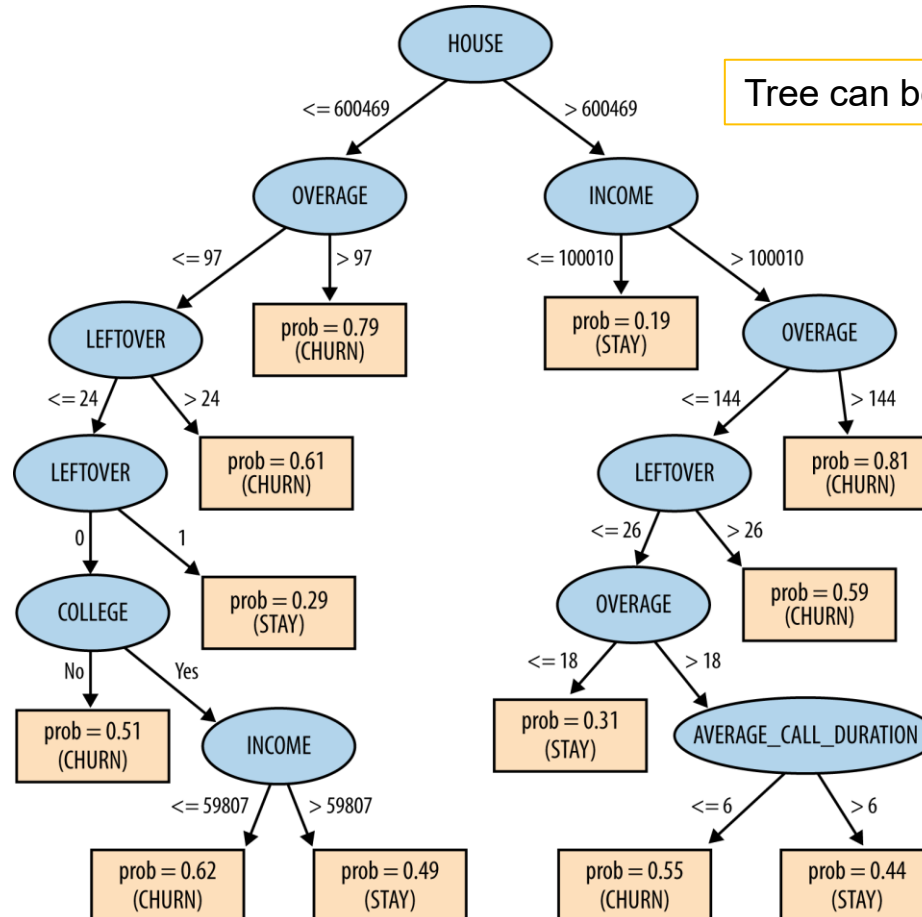 HOUSE
Tree can be
<= 600469
> 600469
OVERAGE
INCOME
<= 97
> 97
<= 100010
> 100010
LEFTOVER
prob = 0.79
(CHURN)
prob = 0.19
(STAY)
OVERAGE
<= 24
> 24
<= 144
> 144
LEFTOVER
prob = 0.61
(CHURN)
LEFTOVER
prob = 0.81
(CHURN)
0
1
<= 26
> 26
COLLEGE
prob = 0.29
(STAY)
OVERAGE
prob = 0.59
(CHURN)
No
Yes
<= 18
> 18
prob = 0.51
(CHURN)
INCOME
prob = 0.31
(STAY)
AVERAGE_CALL_DURATION
<= 59807
> 59807
<= 6
> 6
prob = 0.62
(CHURN)
prob = 0.49
(STAY)
prob = 0.55
(CHURN)
prob = 0.44
(STAY)